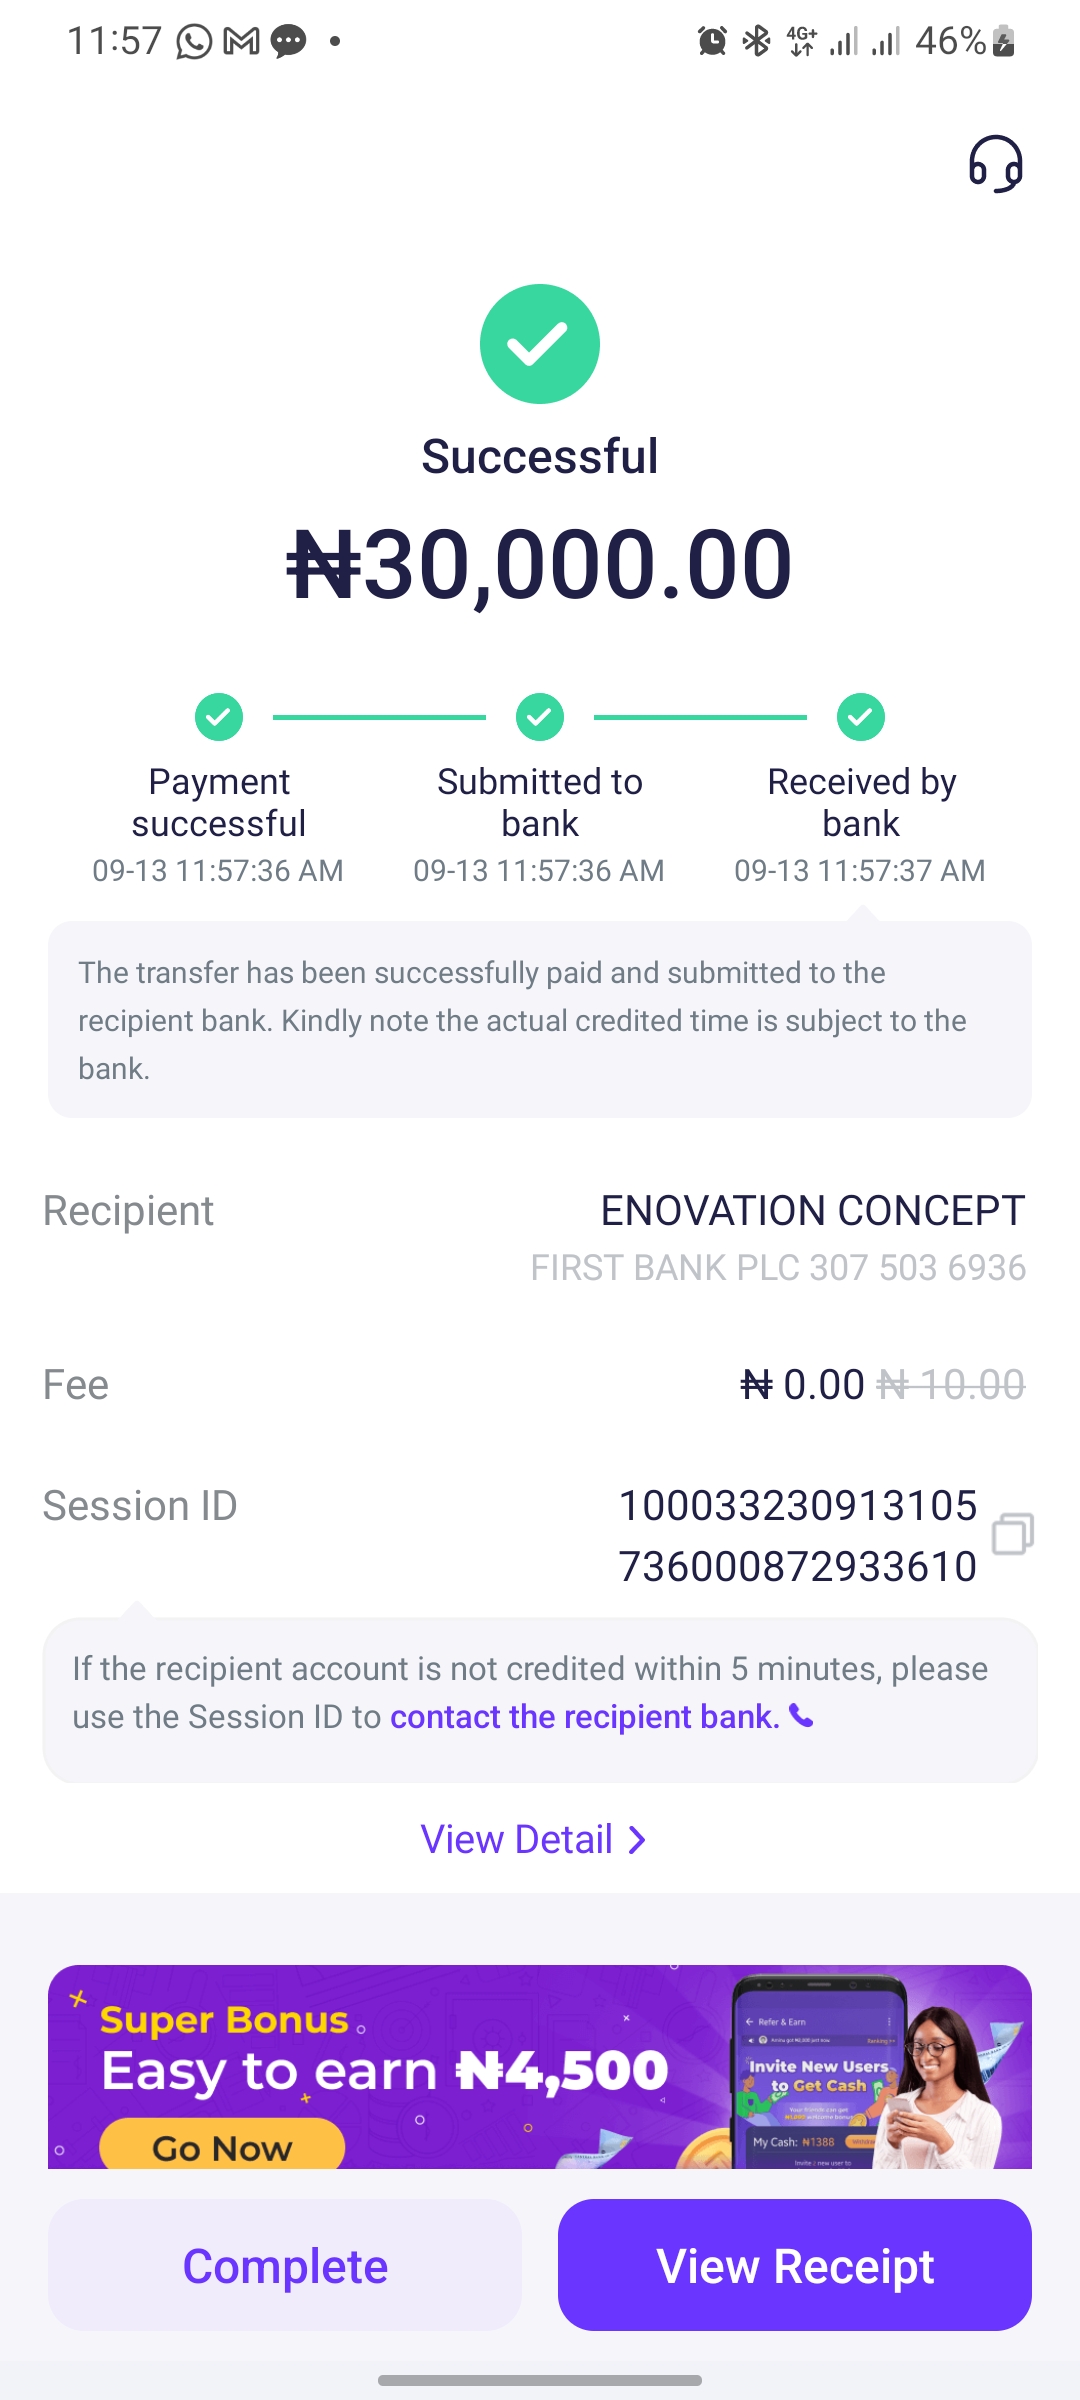 11:57 4G+ 46%
Successful
₦30,000.00
Payment successful
09-13 11:57:36 AM
Submitted to bank
09-13 11:57:36 AM
Received by bank
09-13 11:57:37 AM
The transfer has been successfully paid and submitted to the
recipient bank. Kindly note the actual credited time is subject to the
bank.
Recipient ENOVATION CONCEPT
FIRST BANK PLC 307 503 6936
Fee ₦ 0.00 ₦ 10.00
Session ID 100033230913105
736000872933610
If the recipient account is not credited within 5 minutes, please
use the Session ID to contact the recipient bank.
View Detail
Super Bonus
Easy to earn ₦4,500
Go Now
Refer & Earn
Invite New Users
to Get Cash
My Cash: ₦1388
Complete
View Receipt